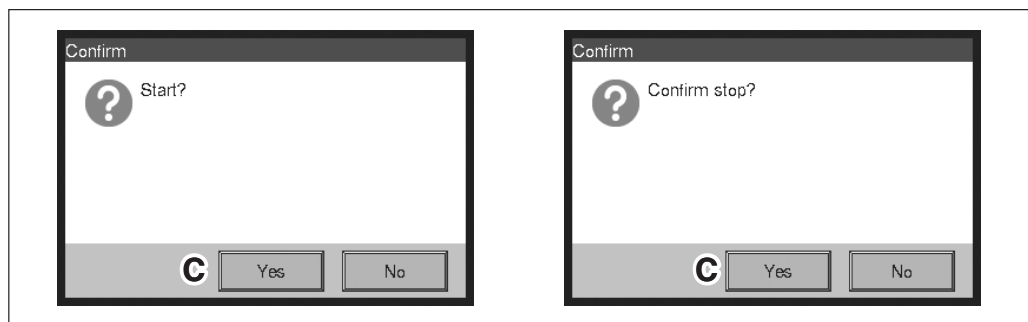 Confirm
Start?
C Yes No
Confirm
Confirm stop?
C Yes No